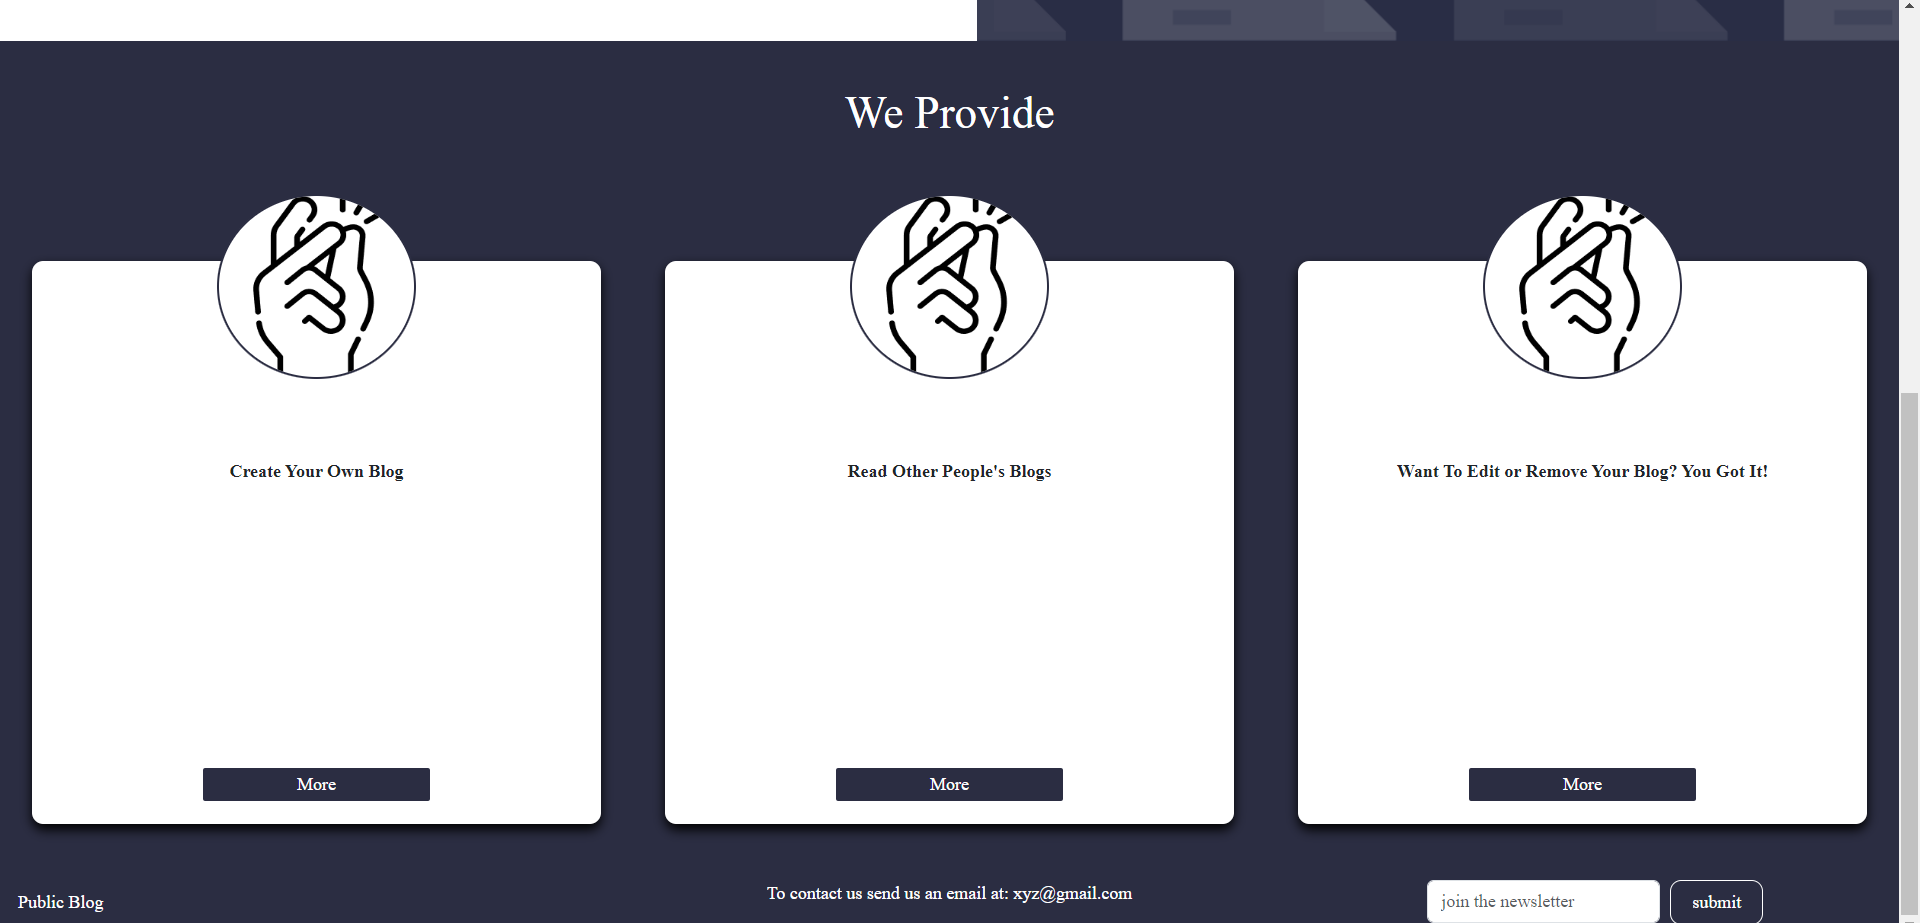 We Provide
Create Your Own Blog
Read Other People's Blogs
Want To Edit or Remove Your Blog? You Got It!
More
More
More
Public Blog
To contact us send us an email at: xyz@gmail.com
join the newsletter
submit